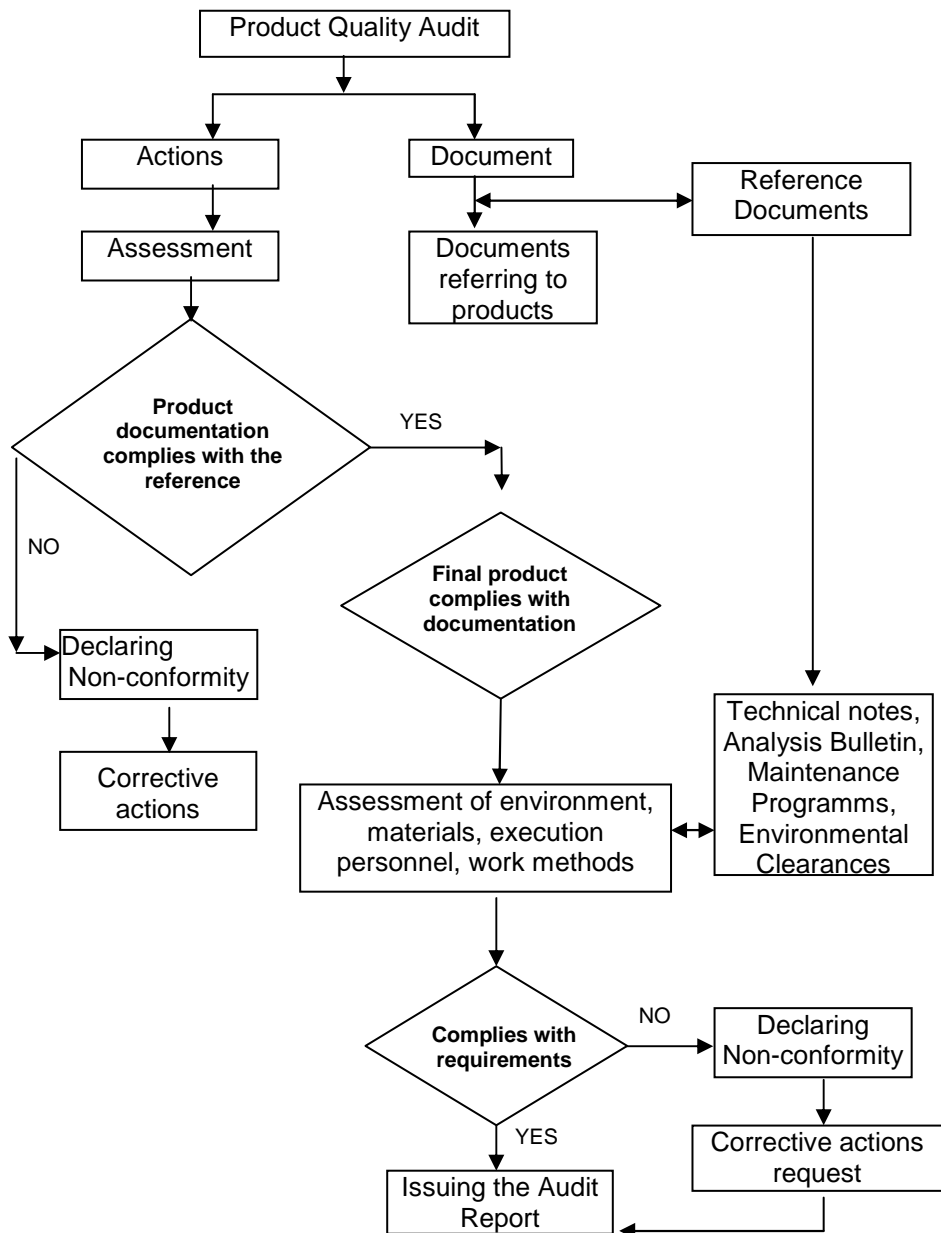 Product Quality Audit
Actions
Document
Reference
Documents
Assessment
Documents
referring to
products
Product
documentation
complies with the
reference
YES
NO
Final product
complies with
documentation
Declaring
Non-conformity
Corrective
actions
Technical notes,
Analysis Bulletin,
Maintenance
Programms,
Environmental
Clearances
Assessment of environment,
materials, execution
personnel, work methods
Complies with
requirements
NO
Declaring
Non-conformity
YES
Corrective actions
request
Issuing the Audit
Report